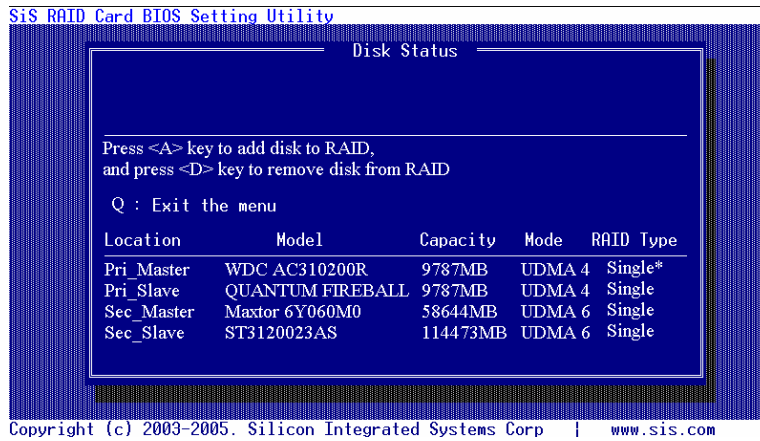 SiS RAID Card BIOS Setting Utility
Disk Status
Press <A> key to add disk to RAID,
and press <D> key to remove disk from RAID
Q : Exit the menu
Location Model Capacity Mode RAID Type
Pri_Master WDC AC310200R 9787MB UDMA 4 Single*
Pri_Slave QUANTUM FIREBALL 9787MB UDMA 4 Single
Sec_Master Maxtor 6Y060M0 58644MB UDMA 6 Single
Sec_Slave ST3120023AS 114473MB UDMA 6 Single
Copyright (c) 2003-2005. Silicon Integrated Systems Corp | www.sis.com